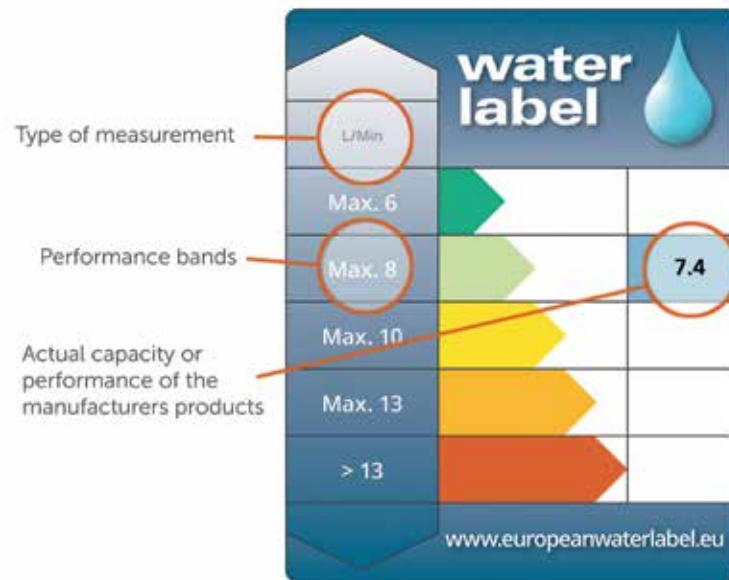 water
label
Type of measurement
L/Min
Max. 6
Performance bands
Max. 8
7.4
Actual capacity or
performance of the
manufacturers products
Max. 10
Max. 13
> 13
www.europeanwaterlabel.eu